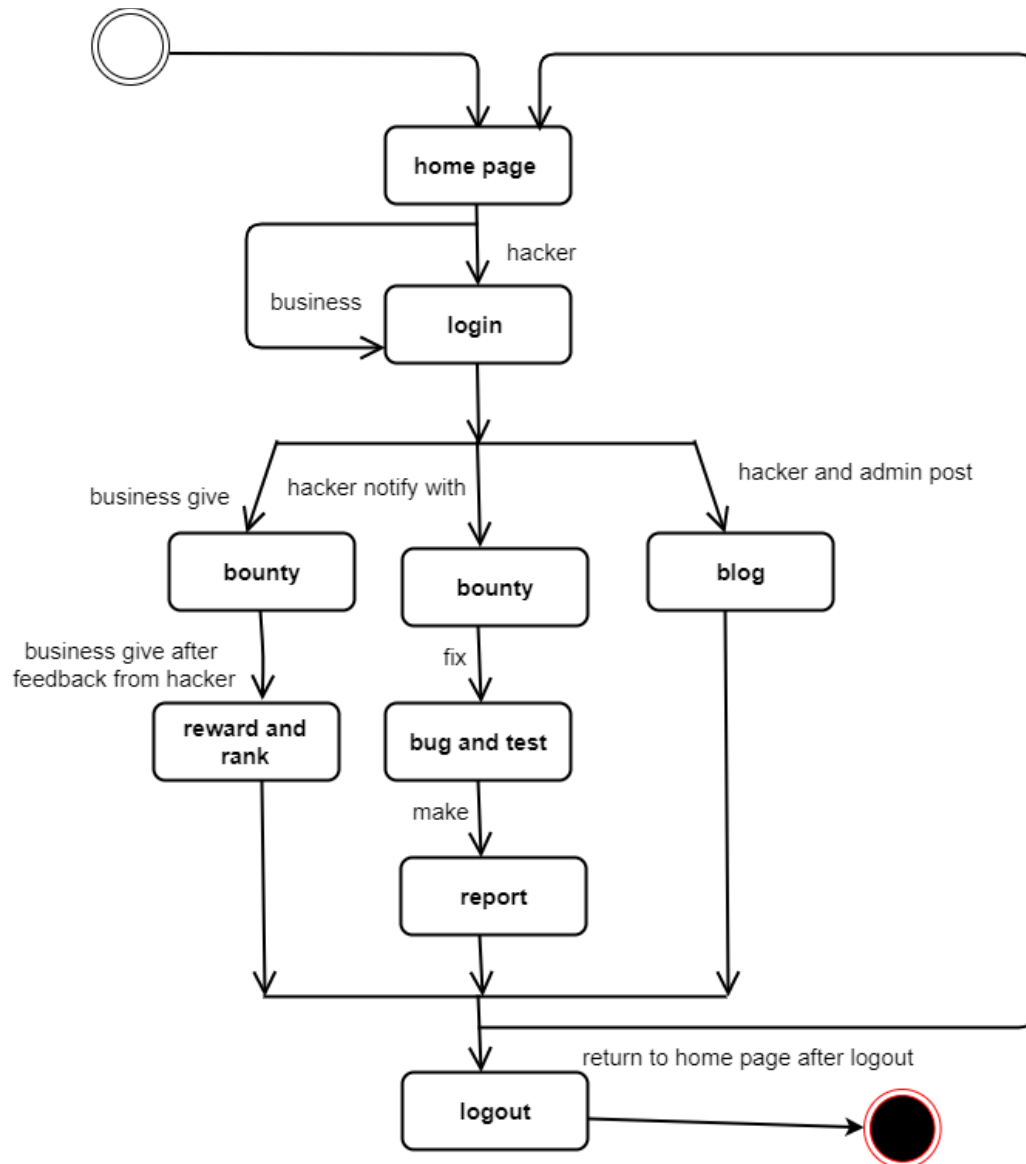 home page
hacker
business
login
hacker and admin post
business give
hacker notify with
bounty
bounty
blog
business give after
feedback from hacker
fix
reward and
rank
bug and test
make
report
return to home page after logout
logout